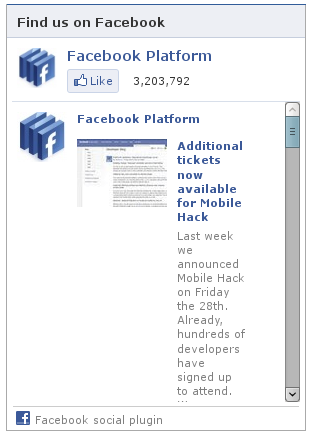 Find us on Facebook
Facebook Platform
Like
3,203,792
Facebook Platform
Additional
tickets
now
available
for Mobile
Hack
Last week
we
announced
Mobile Hack
on Friday
the 28th.
Already,
hundreds of
developers
have
signed up
to attend.
Facebook social plugin